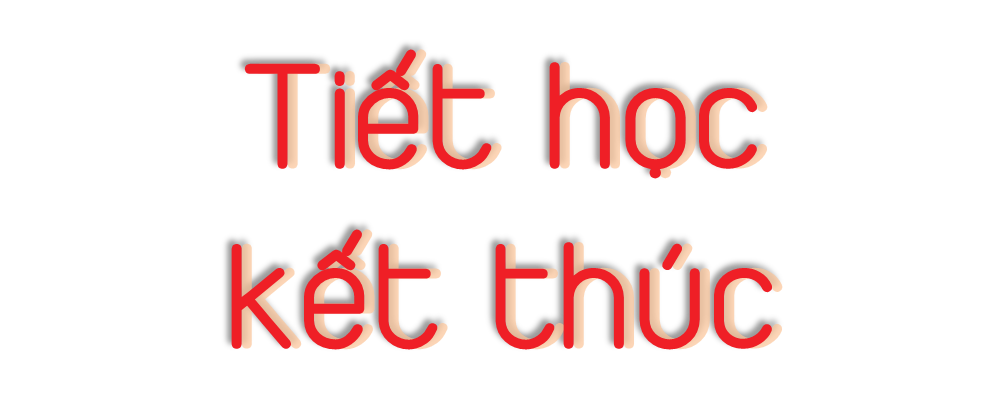 Tiết học
kết thúc